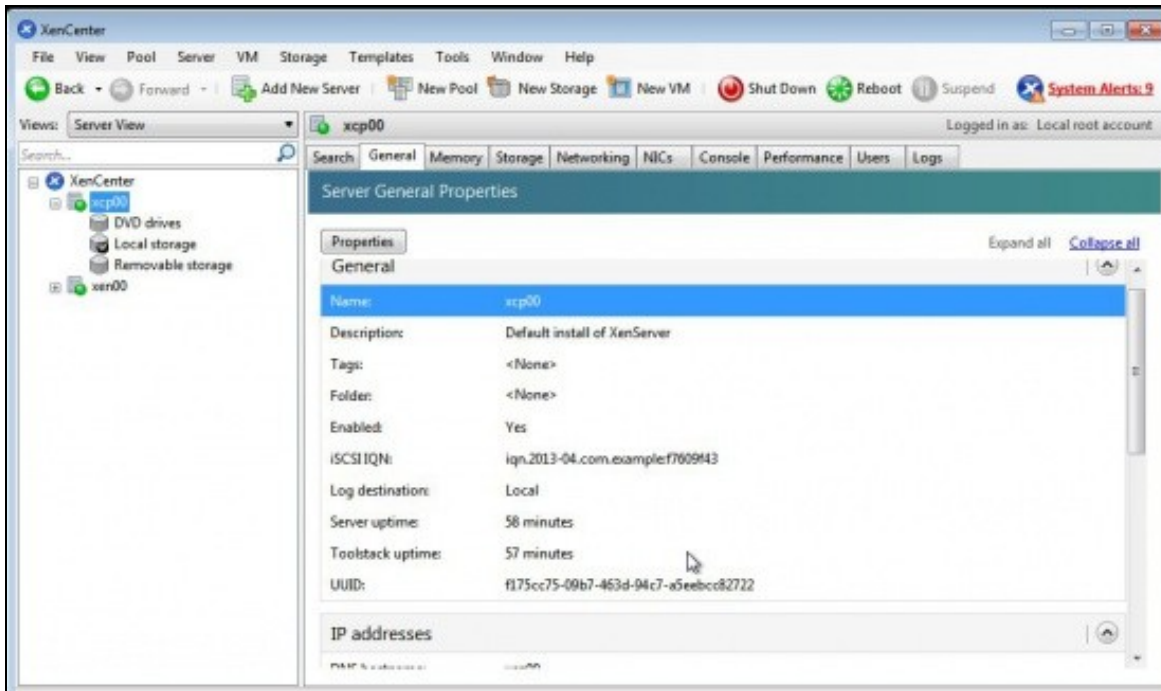 XenCenter
File View Pool Server VM Storage Templates Tools Window Help
Back Forward Add New Server New Pool New Storage New VM Shut Down Reboot Suspend System Alerts: 9
Views: Server View
xcp00 Logged in as: Local root account
Search...
Search General Memory Storage Networking NICs Console Performance Users Logs
XenCenter
xcp00
DVD drives
Local storage
Removable storage
xen00
Server General Properties
Properties Expand all Collapse all
General
Name: xcp00
Description: Default install of XenServer
Tags: <None>
Folder: <None>
Enabled: Yes
iSCSI IQN: iqn.2013-04.com.example:f7609f43
Log destination: Local
Server uptime: 58 minutes
Toolstack uptime: 57 minutes
UUID: f175cc75-09b7-463d-94c7-a5eebcc82722
IP addresses